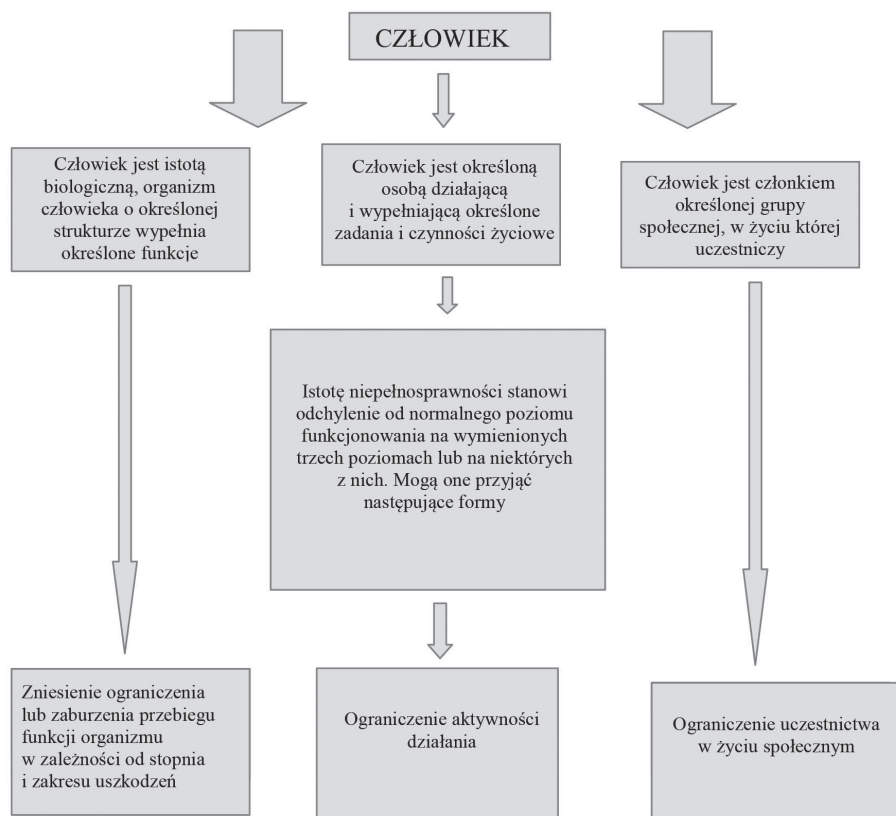 CZŁOWIEK
Człowiek jest istotą
biologiczną, organizm
człowieka o określonej
strukturze wypełnia
określone funkcje
Człowiek jest określoną
osobą działającą
i wypełniającą określone
zadania i czynności życiowe
Człowiek jest członkiem
określonej grupy
społecznej, w życiu której
uczestniczy
Istotę niepełnosprawności stanowi
odchylenie od normalnego poziomu
funkcjonowania na wymienionych
trzech poziomach lub na niektórych
z nich. Mogą one przyjąć
następujące formy
Zniesienie ograniczenia
lub zaburzenia przebiegu
funkcji organizmu
w zależności od stopnia
i zakresu uszkodzeń
Ograniczenie aktywności
działania
Ograniczenie uczestnictwa
w życiu społecznym